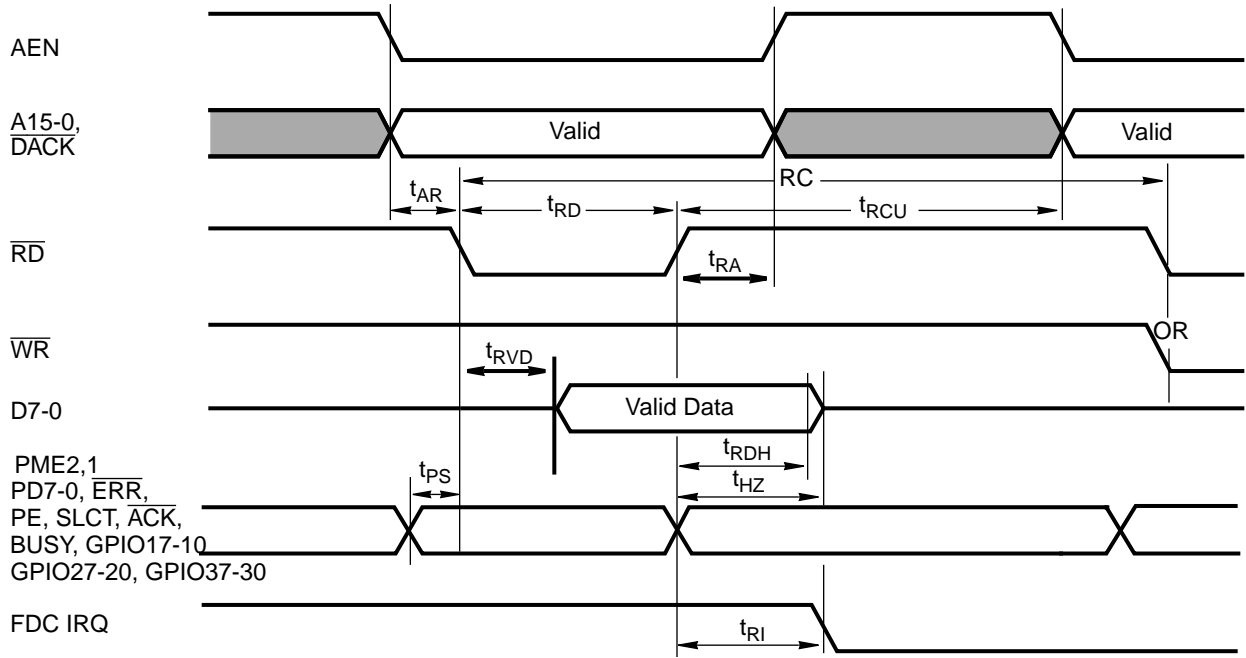 AEN
A15-0,
DACK
Valid
Valid
RC
tAR
tRD
tRCU
RD
tRA
WR
OR
tRVD
D7-0
Valid Data
tRDH
tHZ
PME2,1
PD7-0, ERR,
PE, SLCT, ACK,
BUSY, GPIO17-10
GPIO27-20, GPIO37-30
tPS
FDC IRQ
tRI